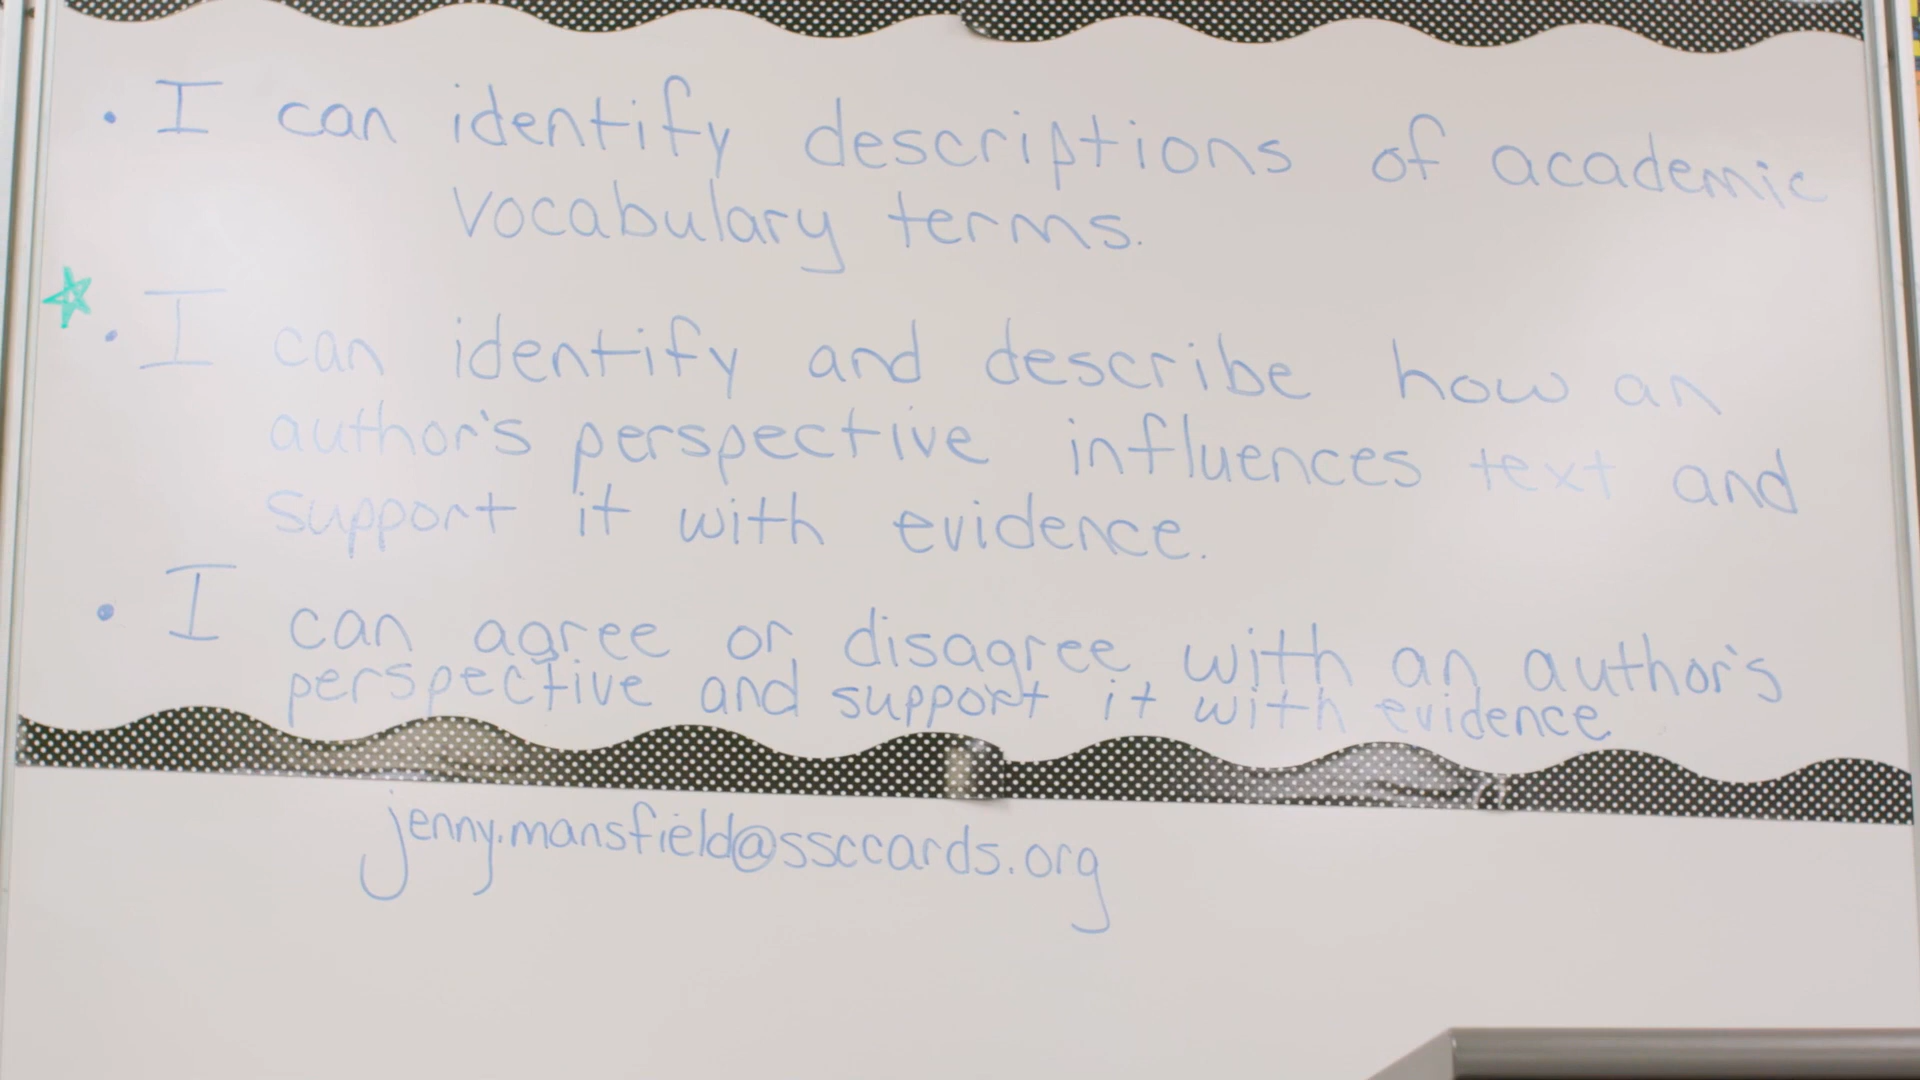 • I can identify descriptions of academic
vocabulary terms.
• I can identify and describe how an
author's perspective influences text and
support it with evidence.
• I can agree or disagree with an author's
perspective and support it with evidence.
jenny.mansfield@ssccards.org